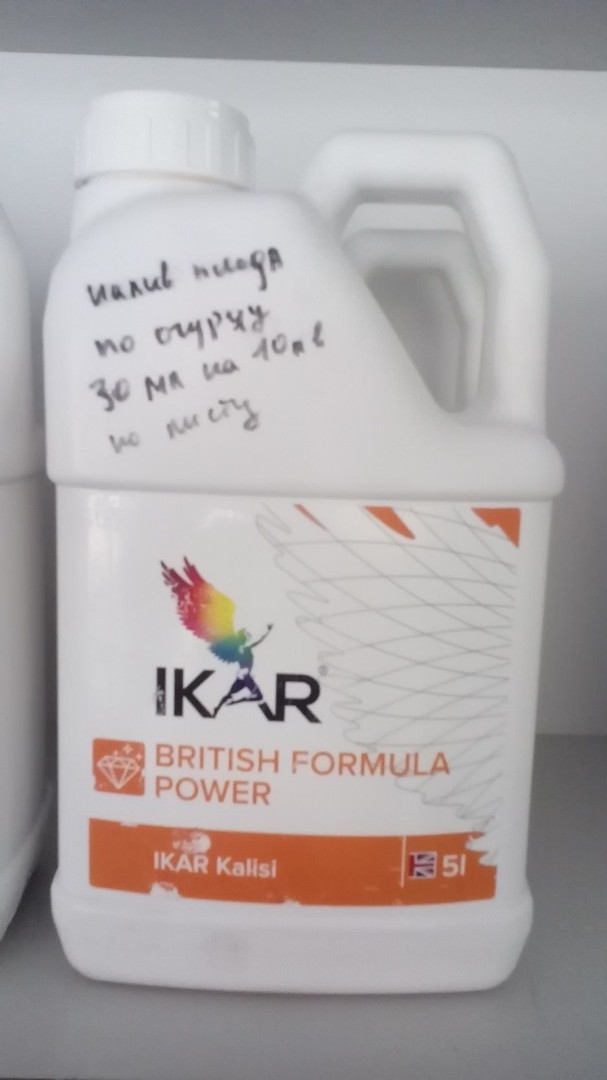 налив плода
по огурцу
30 мл на 10л в
по листу
IKAR®
BRITISH FORMULA
POWER
IKAR Kalisi
5l